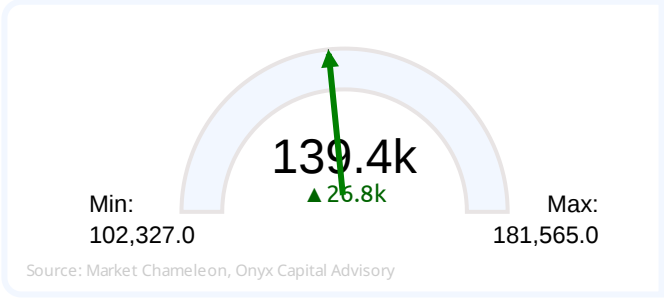 139.4k
▲26.8k
Min:
102,327.0
Max:
181,565.0
Source: Market Chameleon, Onyx Capital Advisory